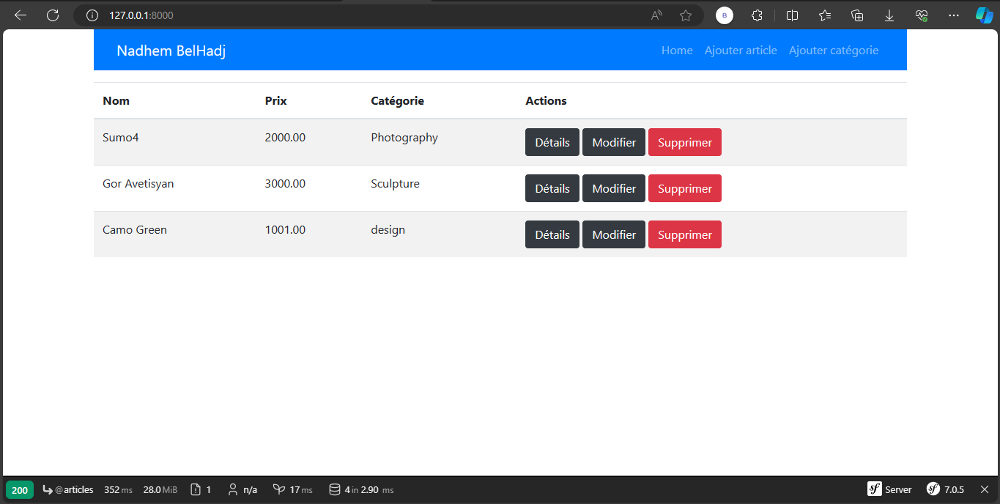 127.0.0.1:8000
B
Nadhem BelHadj Home Ajouter article Ajouter catégorie
Nom Prix Catégorie Actions
Sumo4 2000.00 Photography Détails Modifier Supprimer
Gor Avetisyan 3000.00 Sculpture Détails Modifier Supprimer
Camo Green 1001.00 design Détails Modifier Supprimer
200 @articles 352 ms 28.0 MiB 1 n/a 17 ms 4 in 2.90 ms sf Server sf 7.0.5